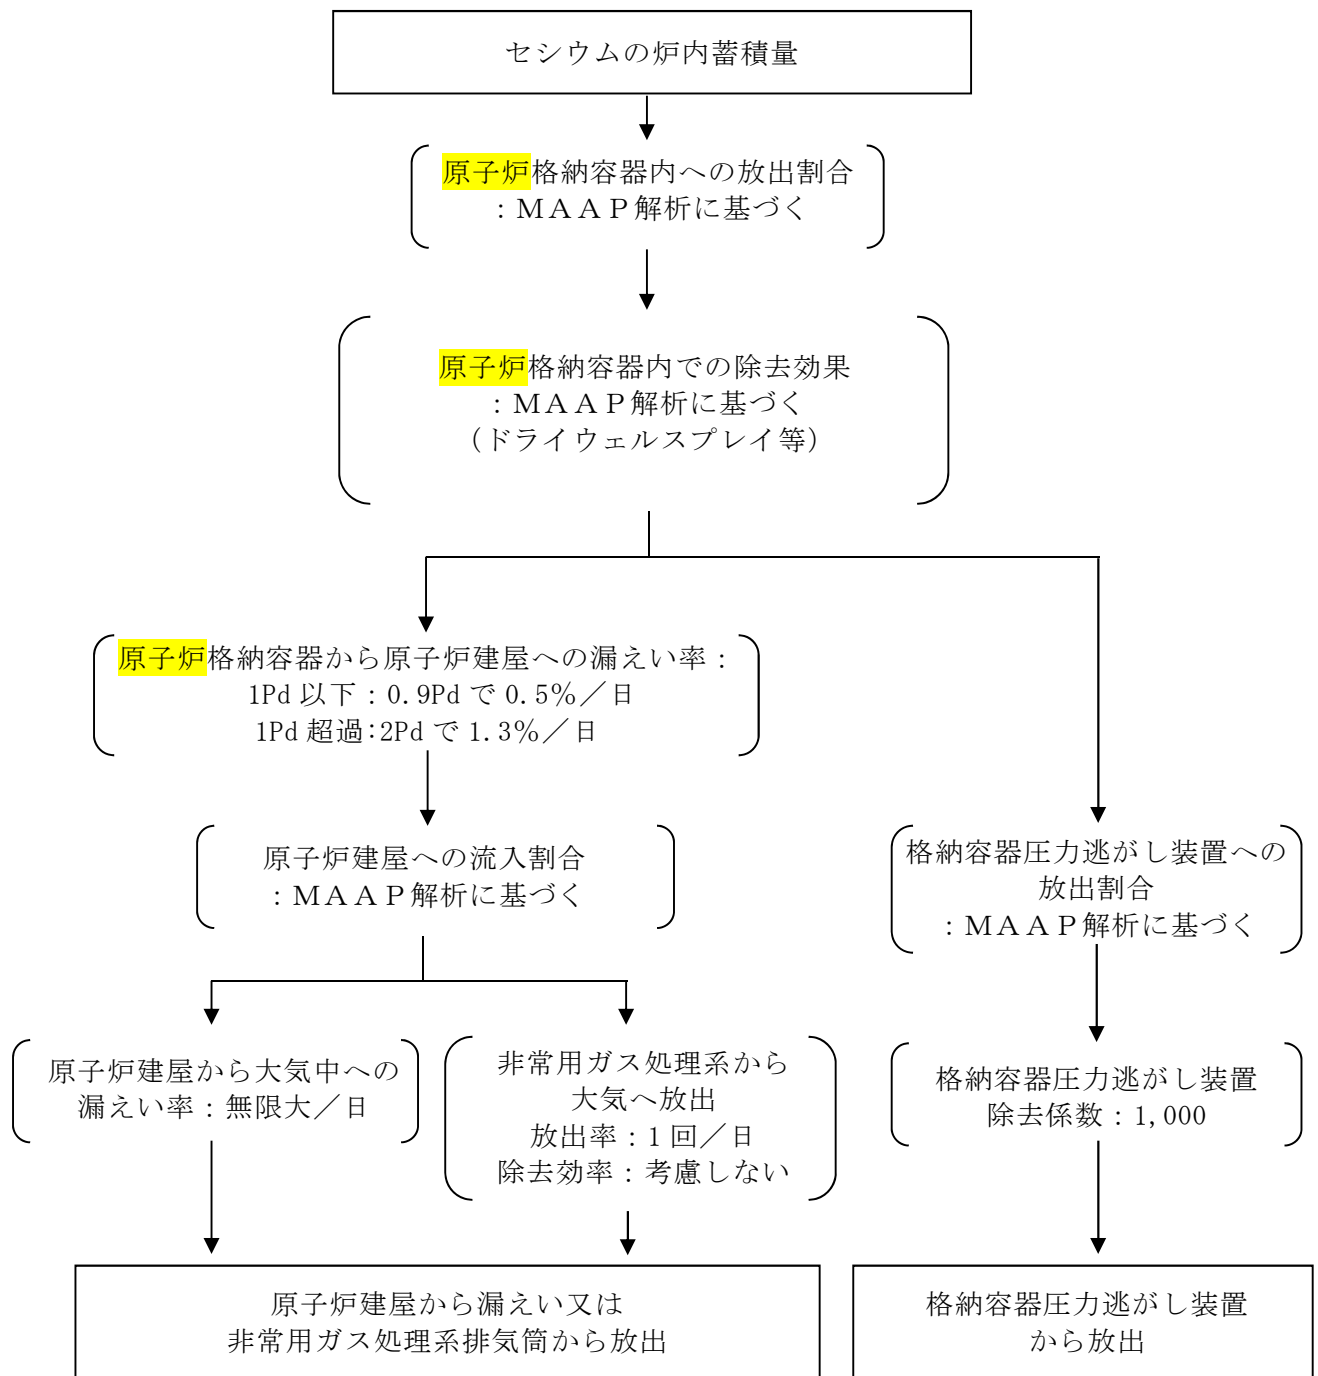 セシウムの炉内蓄積量
原子炉格納容器内への放出割合
：ＭＡＡＰ解析に基づく
原子炉格納容器内での除去効果
：ＭＡＡＰ解析に基づく
（ドライウェルスプレイ等）
原子炉格納容器から原子炉建屋への漏えい率：
1Pd 以下：0.9Pd で 0.5％／日
1Pd 超過：2Pd で 1.3％／日
原子炉建屋への流入割合
：ＭＡＡＰ解析に基づく
格納容器圧力逃がし装置への
放出割合
：ＭＡＡＰ解析に基づく
原子炉建屋から大気中への
漏えい率：無限大／日
非常用ガス処理系から
大気へ放出
放出率：1 回／日
除去効率：考慮しない
格納容器圧力逃がし装置
除去係数：1,000
原子炉建屋から漏えい又は
非常用ガス処理系排気筒から放出
格納容器圧力逃がし装置
から放出